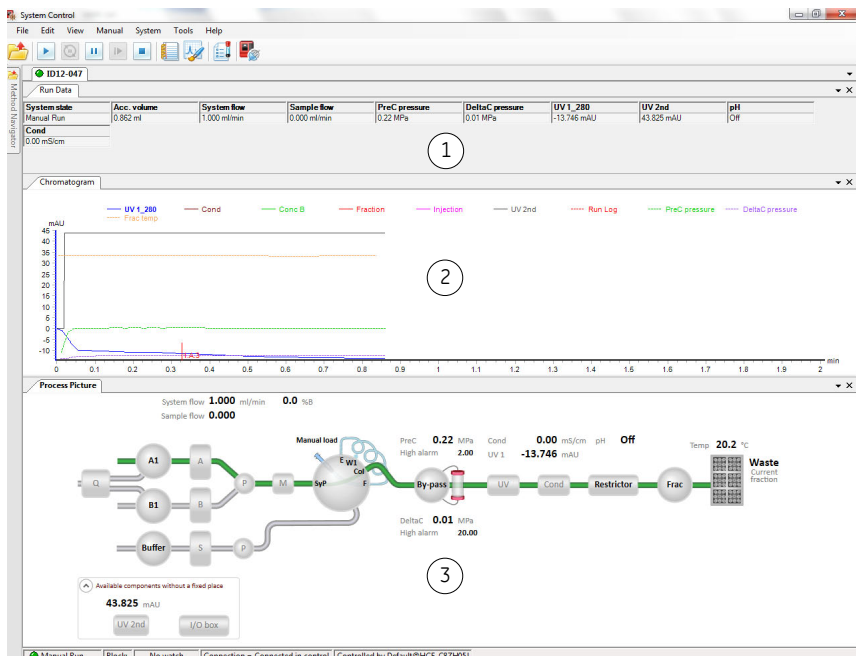 System Control
File Edit View Manual System Tools Help
ID12-047
Method Navigator
Run Data
System state Acc. volume System flow Sample flow PreC pressure DeltaC pressure UV 1_280 UV 2nd pH
Manual Run 0.862 ml 1.000 ml/min 0.000 ml/min 0.22 MPa 0.01 MPa -13.746 mAU 43.825 mAU Off
Cond
0.00 mS/cm
1
Chromatogram
UV 1_280 Cond Conc B Fraction Injection UV 2nd Run Log PreC pressure DeltaC pressure
Frac temp
mAU
45
40
35
30
25
20
15
10
5
0
-5
-10
2
0 0.1 0.2 0.3 0.4 0.5 0.6 0.7 0.8 0.9 1 1.1 1.2 1.3 1.4 1.5 1.6 1.7 1.8 1.9 2 min
Process Picture
System flow 1.000 ml/min 0.0 %B
Sample flow 0.000
Manual load
PreC 0.22 MPa Cond 0.00 mS/cm pH Off
High alarm 2.00 UV 1 -13.746 mAU
Temp 20.2 °C
E W1
Col
SyP F
A1 A
Q P M
B1 B
Buffer S P
By-pass UV Cond Restrictor Frac
Waste
Current
fraction
DeltaC 0.01 MPa
High alarm 20.00
3
Available components without a fixed place
43.825 mAU
UV 2nd I/O box